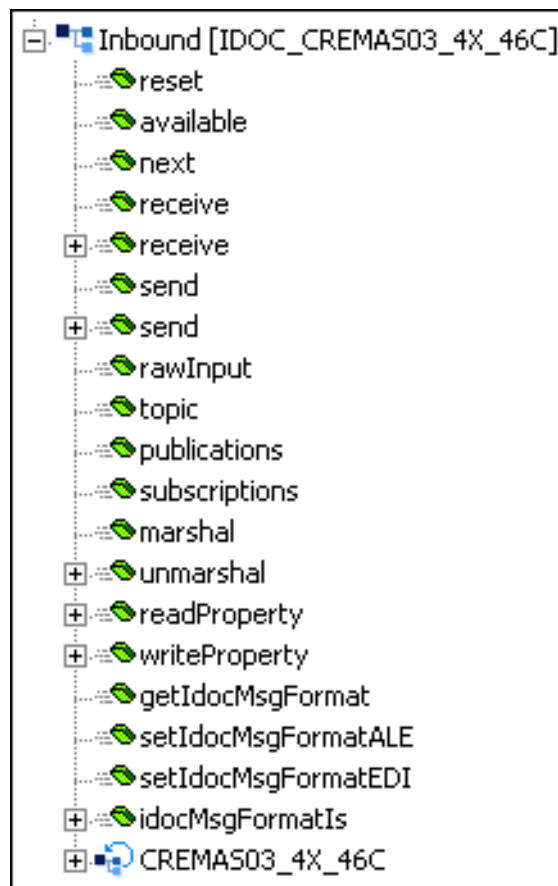 Inbound [IDOC_CREMAS03_4X_46C]
reset
available
next
receive
receive
send
send
rawInput
topic
publications
subscriptions
marshal
unmarshal
readProperty
writeProperty
getIdocMsgFormat
setIdocMsgFormatALE
setIdocMsgFormatEDI
idocMsgFormatIs
CREMAS03_4X_46C